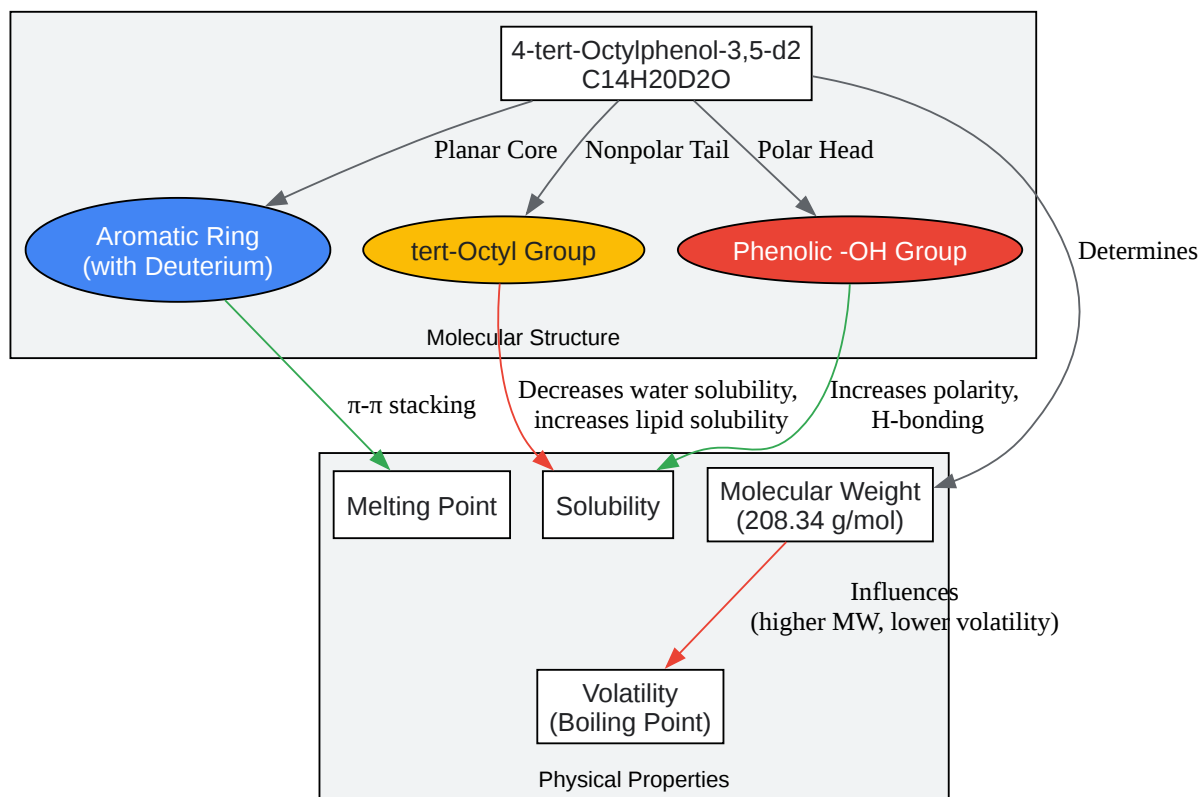 4-tert-Octylphenol-3,5-d2
C14H20D2O
Planar Core
Nonpolar Tail
Polar Head
Aromatic Ring
(with Deuterium)
tert-Octyl Group
Phenolic -OH Group
Determines
Molecular Structure
π-π stacking
Decreases water solubility,
increases lipid solubility
Increases polarity,
H-bonding
Melting Point
Solubility
Molecular Weight
(208.34 g/mol)
Influences
(higher MW, lower volatility)
Volatility
(Boiling Point)
Physical Properties